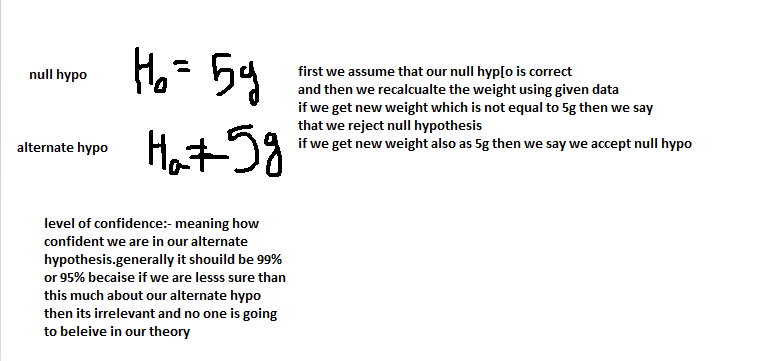 null hypo
H₀ = 5g
first we assume that our null hyp[o is correct
and then we recalcualte the weight using given data
if we get new weight which is not equal to 5g then we say
that we reject null hypothesis
if we get new weight also as 5g then we say we accept null hypo
alternate hypo
Hₐ ≠ 5g
level of confidence:- meaning how
confident we are in our alternate
hypothesis.generally it shouild be 99%
or 95% becaise if we are lesss sure than
this much about our alternate hypo
then its irrelevant and no one is going
to beleive in our theory